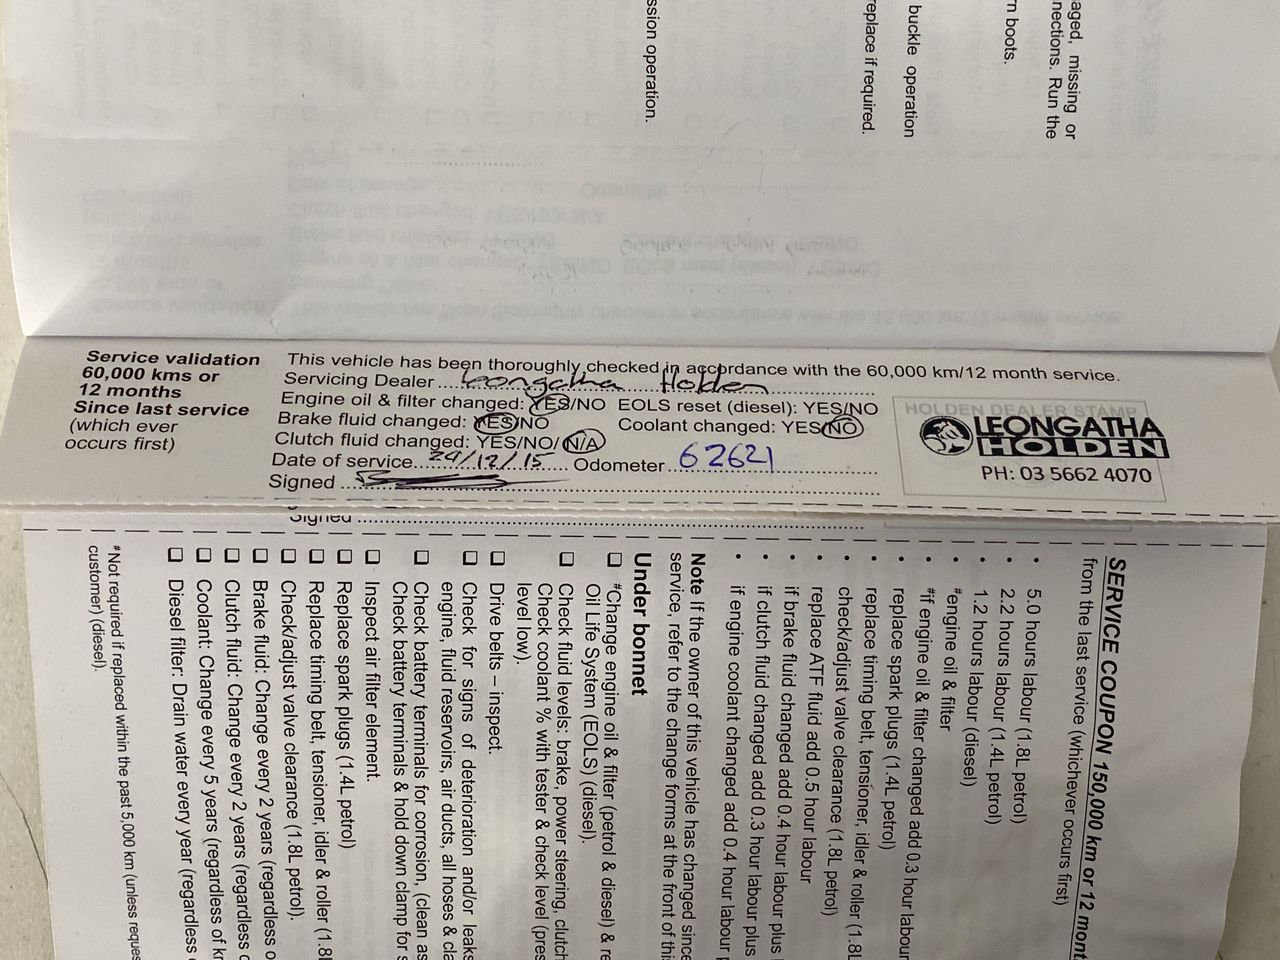 aged, missing or
nections. Run the
rn boots.
buckle operation
replace if required.
ssion operation.
Service validation
60,000 kms or
12 months
Since last service
(which ever
occurs first)
This vehicle has been thoroughly checked in accordance with the 60,000 km/12 month service.
Servicing Dealer....Leongatha Holden
Engine oil & filter changed: YES/NO EOLS reset (diesel): YES/NO
Brake fluid changed: YES/NO Coolant changed: YES/NO
Clutch fluid changed: YES/NO/N/A
Date of service...29/12/15.... Odometer....62621
Signed
HOLDEN DEALER STAMP
LEONGATHA
HOLDEN
PH: 03 5662 4070
Signed
SERVICE COUPON 150,000 km or 12 mont
from the last service (whichever occurs first)
• 5.0 hours labour (1.8L petrol)
• 2.2 hours labour (1.4L petrol)
• 1.2 hours labour (diesel)
• #engine oil & filter
• #if engine oil & filter changed add 0.3 hour labour
• replace spark plugs (1.4L petrol)
• replace timing belt, tensioner, idler & roller (1.8L
• check/adjust valve clearance (1.8L petrol)
• replace ATF fluid add 0.5 hour labour
• if brake fluid changed add 0.4 hour labour plus
• if clutch fluid changed add 0.3 hour labour plus
• if engine coolant changed add 0.4 hour labour p
Note If the owner of this vehicle has changed since
service, refer to the change forms at the front of thi
Under bonnet
☐ #Change engine oil & filter (petrol & diesel) & re
Oil Life System (EOLS) (diesel).
☐ Check fluid levels: brake, power steering, clutch
Check coolant % with tester & check level (pres
level low).
☐ Drive belts – inspect.
☐ Check for signs of deterioration and/or leaks
engine, fluid reservoirs, air ducts, all hoses & cla
☐ Check battery terminals for corrosion, (clean as
Check battery terminals & hold down clamp for s
☐ Inspect air filter element.
☐ Replace spark plugs (1.4L petrol)
☐ Replace timing belt, tensioner, idler & roller (1.8L
☐ Check/adjust valve clearance (1.8L petrol).
☐ Brake fluid: Change every 2 years (regardless o
☐ Clutch fluid: Change every 2 years (regardless o
☐ Coolant: Change every 5 years (regardless of kr
☐ Diesel filter: Drain water every year (regardless
#Not required if replaced within the past 5,000 km (unless reques
customer) (diesel).